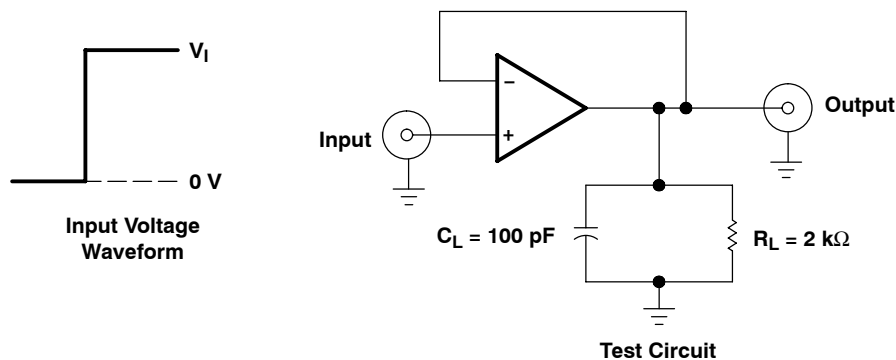 V_I
0 V
Input Voltage
Waveform
Input
−
+
Output
C_L = 100 pF
R_L = 2 kΩ
Test Circuit